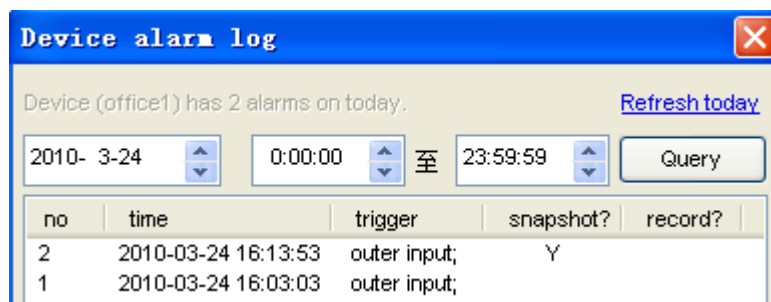 Device alarm log
Device (office1) has 2 alarms on today. Refresh today
2010- 3-24 0:00:00 至 23:59:59 Query
no time trigger snapshot? record?
2 2010-03-24 16:13:53 outer input; Y
1 2010-03-24 16:03:03 outer input;